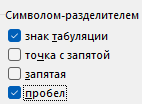 Символом-разделителем
знак табуляции
точка с запятой
запятая
пробел